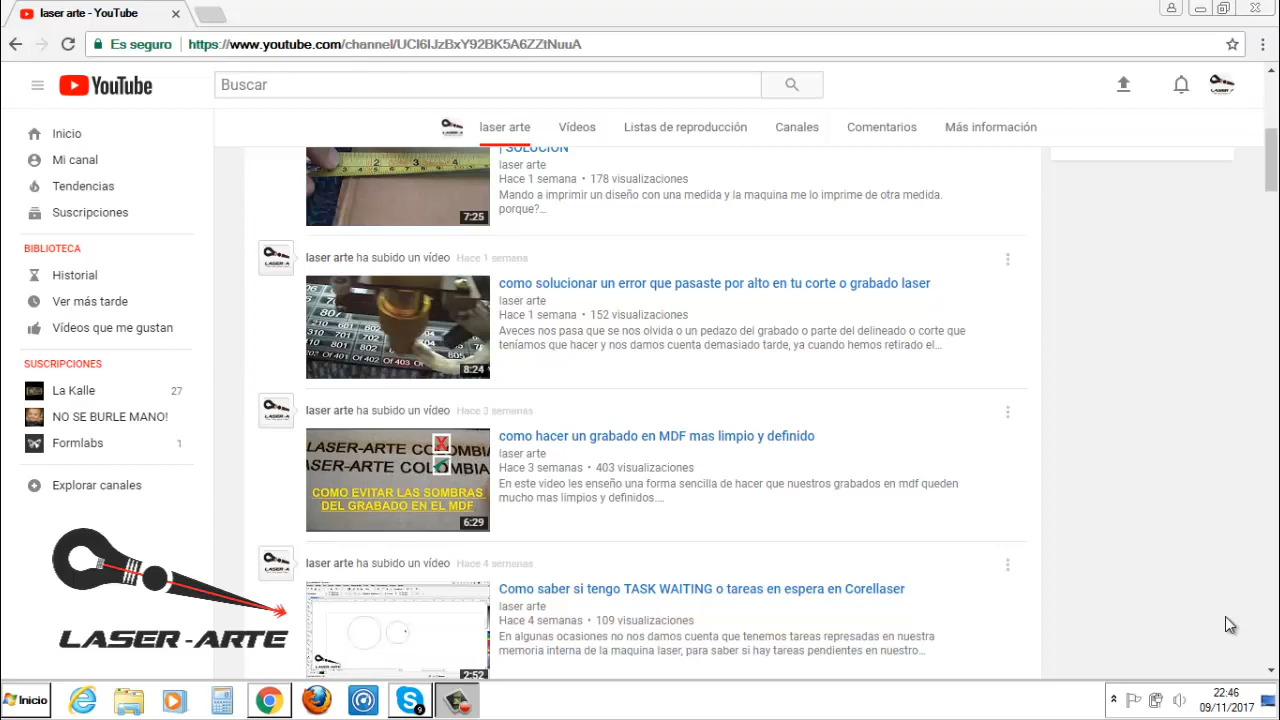 laser arte - YouTube
Es seguro
https://www.youtube.com/channel/UCI6IJzBxY92BK5A6ZZtNuuA
YouTube
Buscar
laser arte
Vídeos
Listas de reproducción
Canales
Comentarios
Más información
Inicio
Mi canal
Tendencias
Suscripciones
BIBLIOTECA
Historial
Ver más tarde
Vídeos que me gustan
SUSCRIPCIONES
La Kalle 27
NO SE BURLE MANO!
Formlabs 1
Explorar canales
LASER-ARTE
| SOLUCION
laser arte
Hace 1 semana • 178 visualizaciones
Mando a imprimir un diseño con una medida y la maquina me lo imprime de otra medida.
porque?...
7:25
laser arte ha subido un vídeo Hace 1 semana
como solucionar un error que pasaste por alto en tu corte o grabado laser
laser arte
Hace 1 semana • 152 visualizaciones
Aveces nos pasa que se nos olvida o un pedazo del grabado o parte del delineado o corte que
teníamos que hacer y nos damos cuenta demasiado tarde, ya cuando hemos retirado el...
8:24
laser arte ha subido un vídeo Hace 3 semanas
como hacer un grabado en MDF mas limpio y definido
laser arte
Hace 3 semanas • 403 visualizaciones
En este video les enseño una forma sencilla de hacer que nuestros grabados en mdf queden
mucho mas limpios y definidos....
LASER-ARTE COLOMBIA
ASER-ARTE COLOMBIA
COMO EVITAR LAS SOMBRAS
DEL GRABADO EN EL MDF
6:29
laser arte ha subido un vídeo Hace 4 semanas
Como saber si tengo TASK WAITING o tareas en espera en Corellaser
laser arte
Hace 4 semanas • 109 visualizaciones
En algunas ocasiones no nos damos cuenta que tenemos tareas represadas en nuestra
memoria interna de la maquina laser, para saber si hay tareas pendientes en nuestro...
2:52
Inicio
9
22:46
09/11/2017